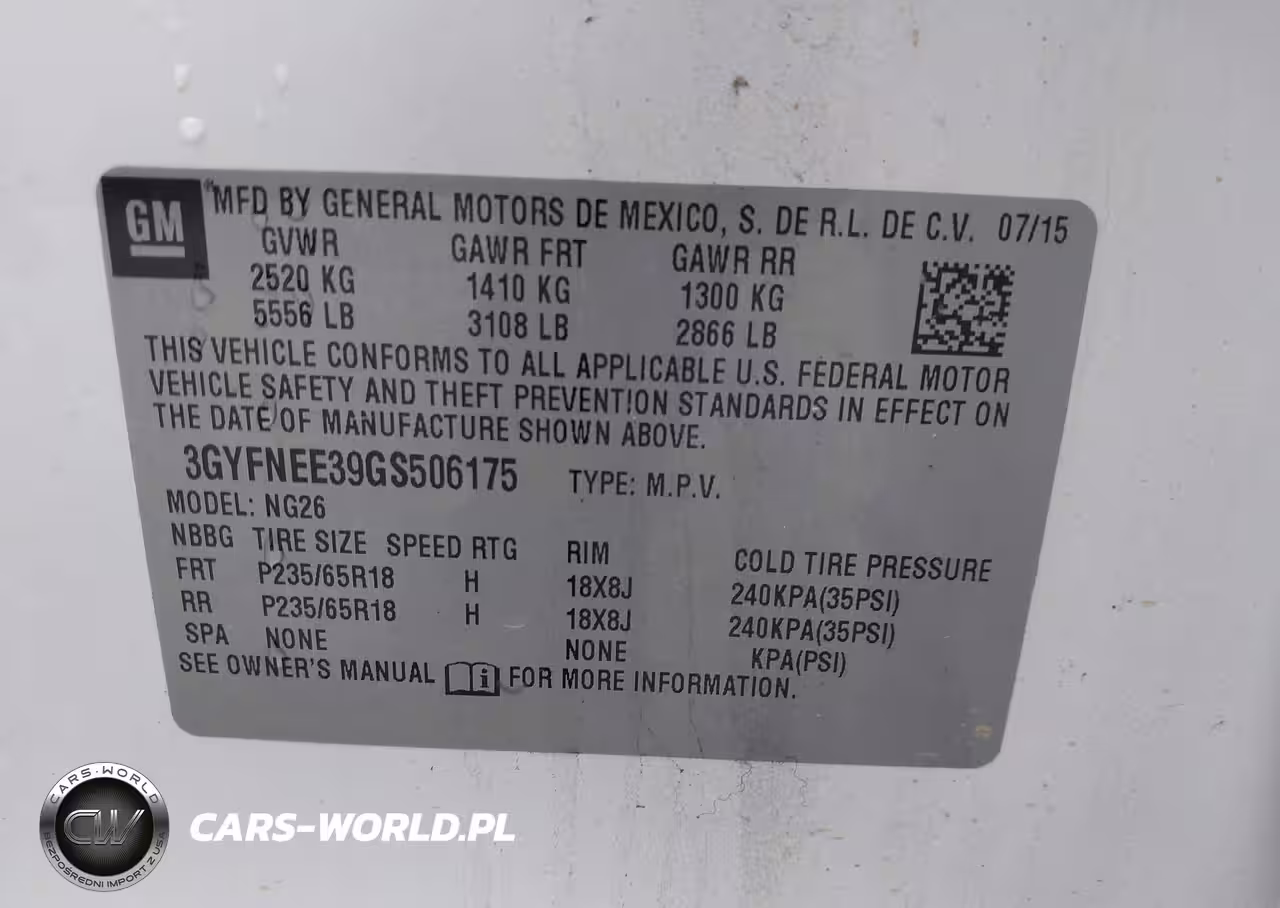 GM
®MFD BY GENERAL MOTORS DE MEXICO, S. DE R.L. DE C.V. 07/15
GVWR GAWR FRT GAWR RR
2520 KG 1410 KG 1300 KG
5556 LB 3108 LB 2866 LB
THIS VEHICLE CONFORMS TO ALL APPLICABLE U.S. FEDERAL MOTOR
VEHICLE SAFETY AND THEFT PREVENTION STANDARDS IN EFFECT ON
THE DATE OF MANUFACTURE SHOWN ABOVE.
3GYFNEE39GS506175 TYPE: M.P.V.
MODEL: NG26
NBBG TIRE SIZE SPEED RTG RIM COLD TIRE PRESSURE
FRT P235/65R18 H 18X8J 240KPA(35PSI)
RR P235/65R18 H 18X8J 240KPA(35PSI)
SPA NONE NONE KPA(PSI)
SEE OWNER'S MANUAL i FOR MORE INFORMATION.
CARS-WORLD
CW
BEZPOŚREDNI IMPORT Z USA
CARS-WORLD.PL